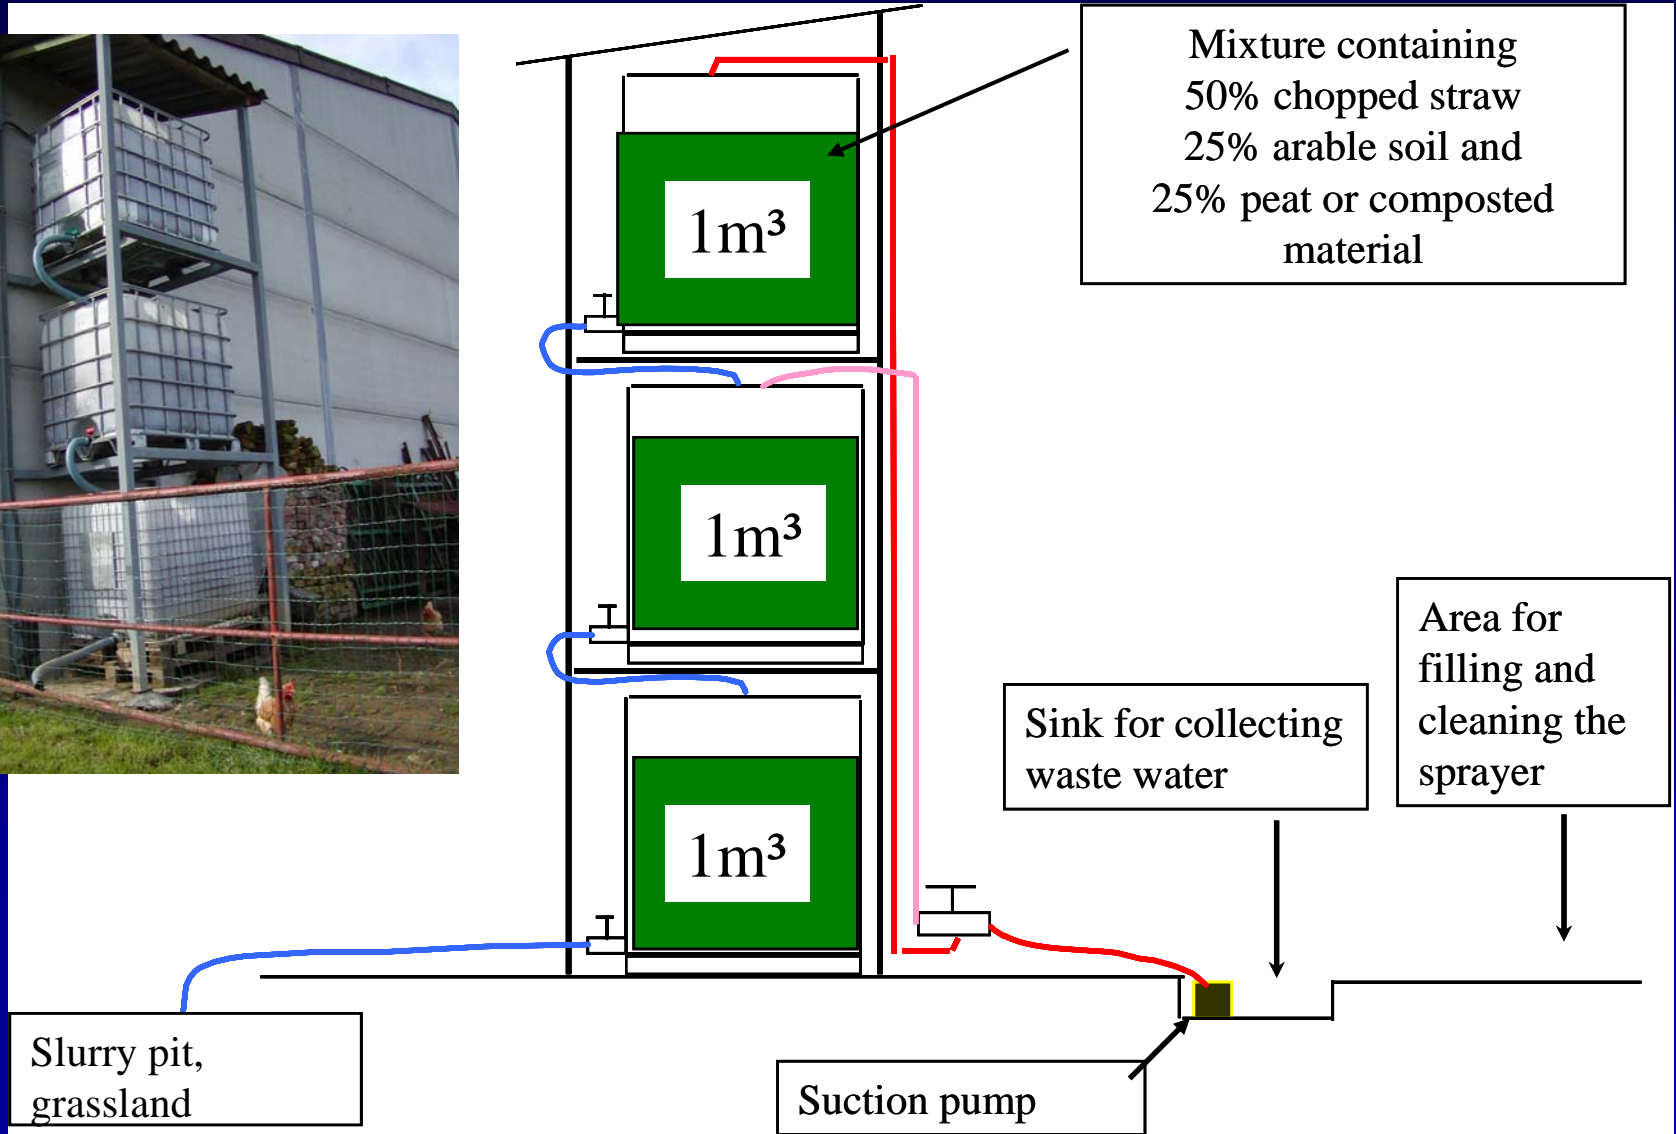 Mixture containing
50% chopped straw
25% arable soil and
25% peat or composted
material
1m³
1m³
1m³
Area for
filling and
cleaning the
sprayer
Sink for collecting
waste water
Slurry pit,
grassland
Suction pump